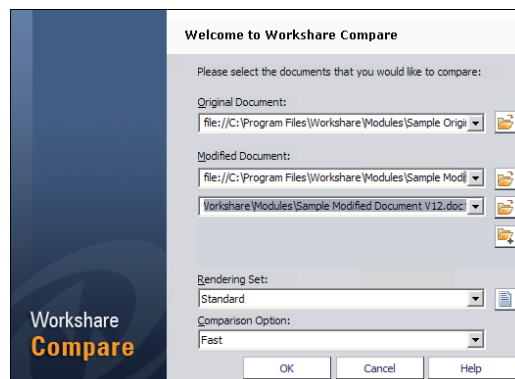 Welcome to Workshare Compare
Please select the documents that you would like to compare:
Original Document:
file://C:\Program Files\Workshare\Modules\Sample Origin
Modified Document:
file://C:\Program Files\Workshare\Modules\Sample Modi
Workshare\Modules\Sample Modified Document V12.doc
Rendering Set:
Standard
Comparison Option:
Fast
Workshare
Compare
OK Cancel Help